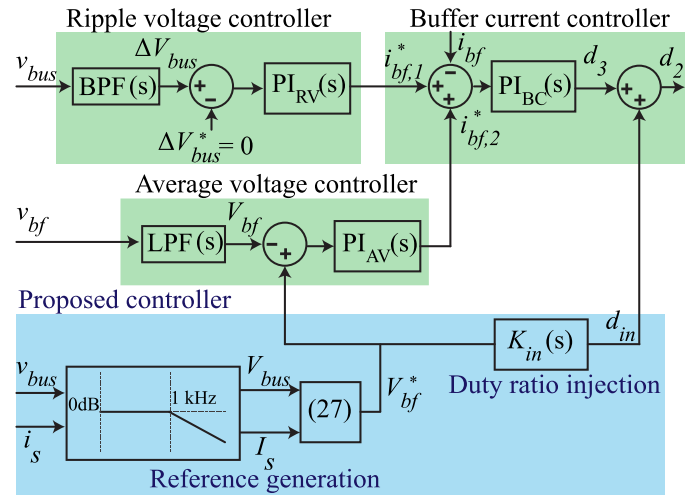 Ripple voltage controller
Buffer current controller
v_bus
BPF(s)
ΔV_bus
+
−
ΔV*_bus = 0
PI_RV(s)
i*_bf,1
i_bf
−
+
+
i*_bf,2
PI_BC(s)
d_3
+
+
d_2
Average voltage controller
v_bf
LPF(s)
V_bf
−
+
PI_AV(s)
Proposed controller
K_in(s)
d_in
Duty ratio injection
v_bus
i_s
0dB
1 kHz
V_bus
I_s
(27)
V*_bf
Reference generation